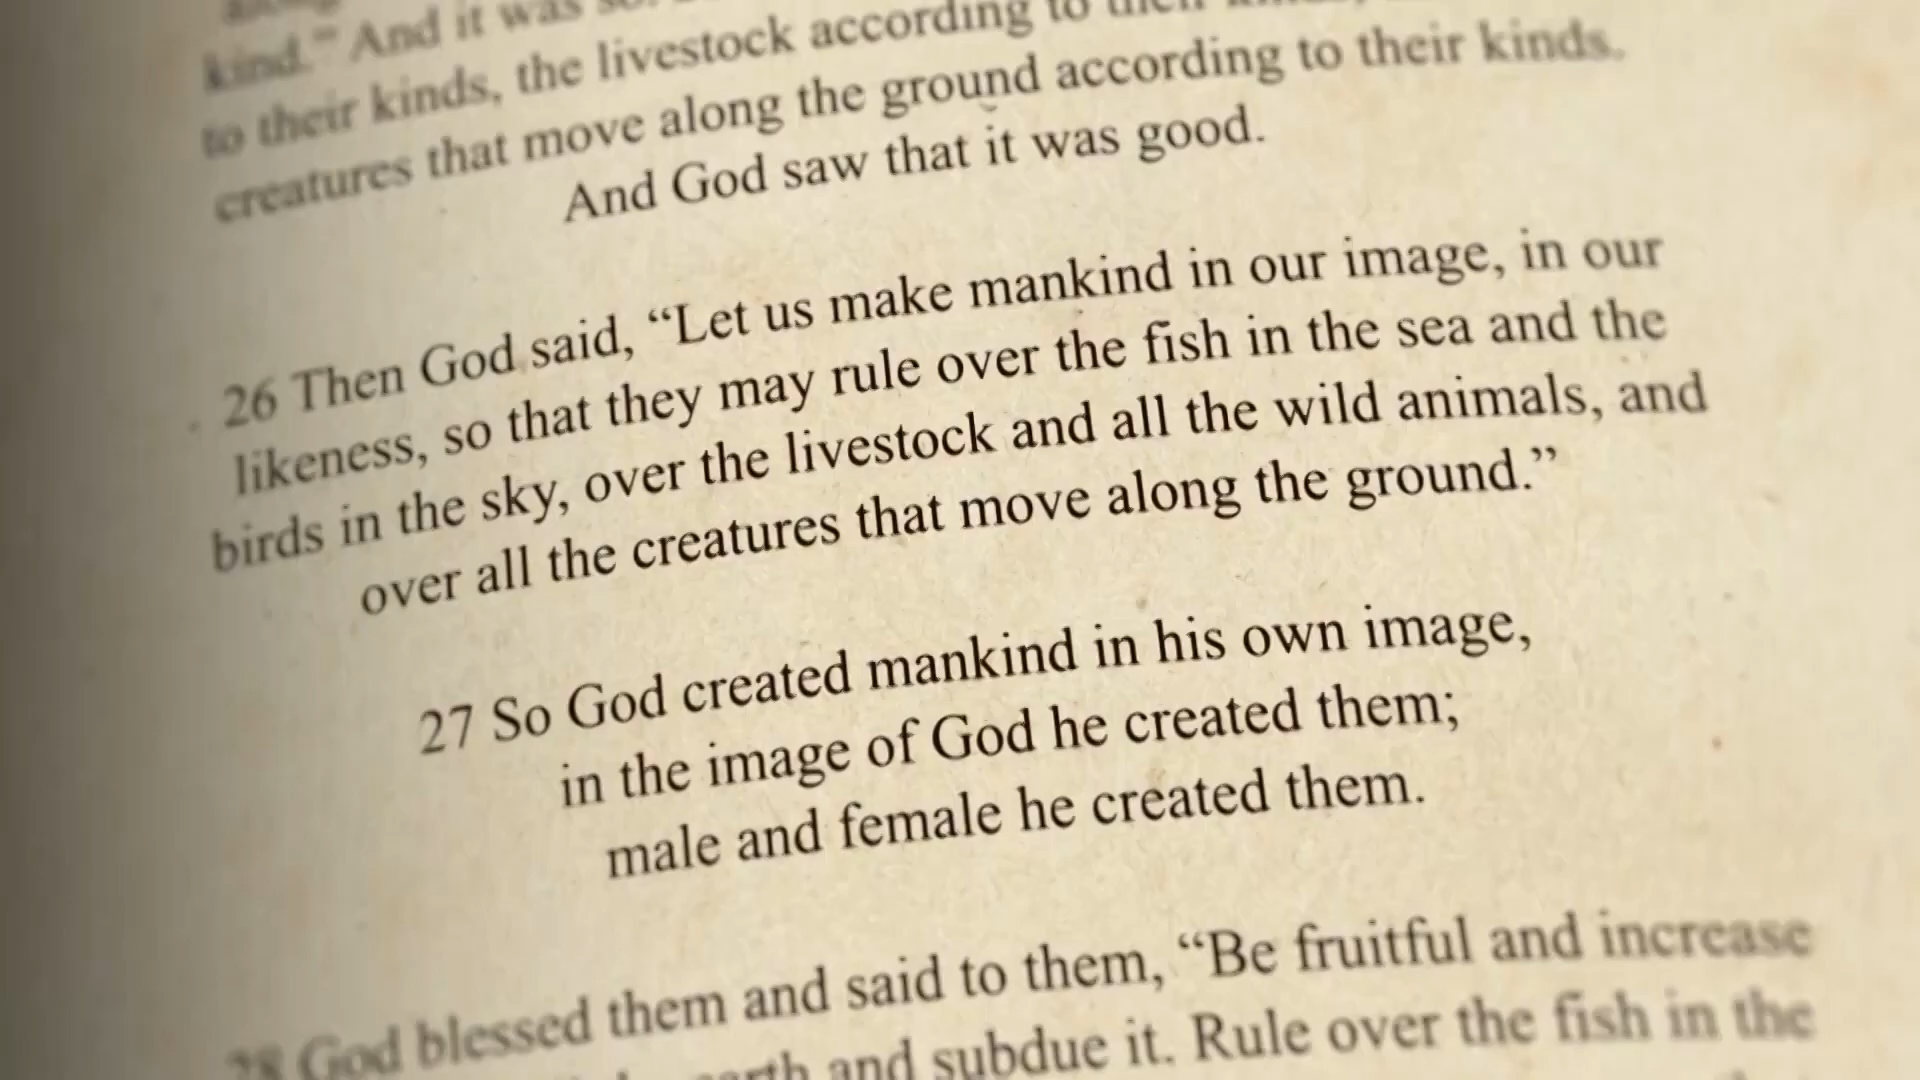 kind." And it was so.
to their kinds, the livestock according to their kinds,
creatures that move along the ground according to their kinds.
And God saw that it was good.
26 Then God said, “Let us make mankind in our image, in our
likeness, so that they may rule over the fish in the sea and the
birds in the sky, over the livestock and all the wild animals, and
over all the creatures that move along the ground.”
27 So God created mankind in his own image,
in the image of God he created them;
male and female he created them.
28 God blessed them and said to them, “Be fruitful and increase
earth and subdue it. Rule over the fish in the